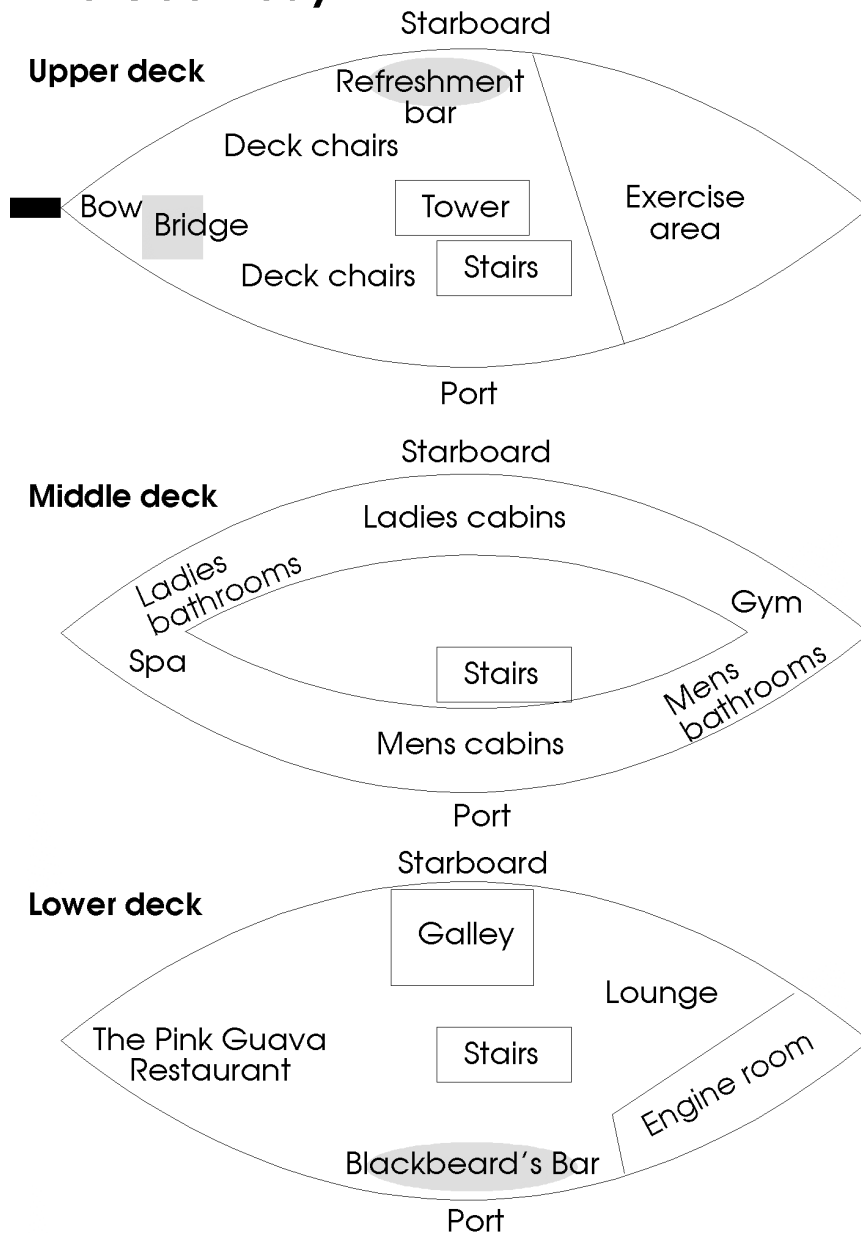 Starboard
Upper deck
Refreshment
bar
Deck chairs
Bow
Bridge
Tower
Exercise
area
Deck chairs
Stairs
Port
Starboard
Middle deck
Ladies cabins
Ladies
bathrooms
Gym
Spa
Stairs
Mens
bathrooms
Mens cabins
Port
Starboard
Lower deck
Galley
Lounge
The Pink Guava
Restaurant
Stairs
Engine room
Blackbeard's Bar
Port